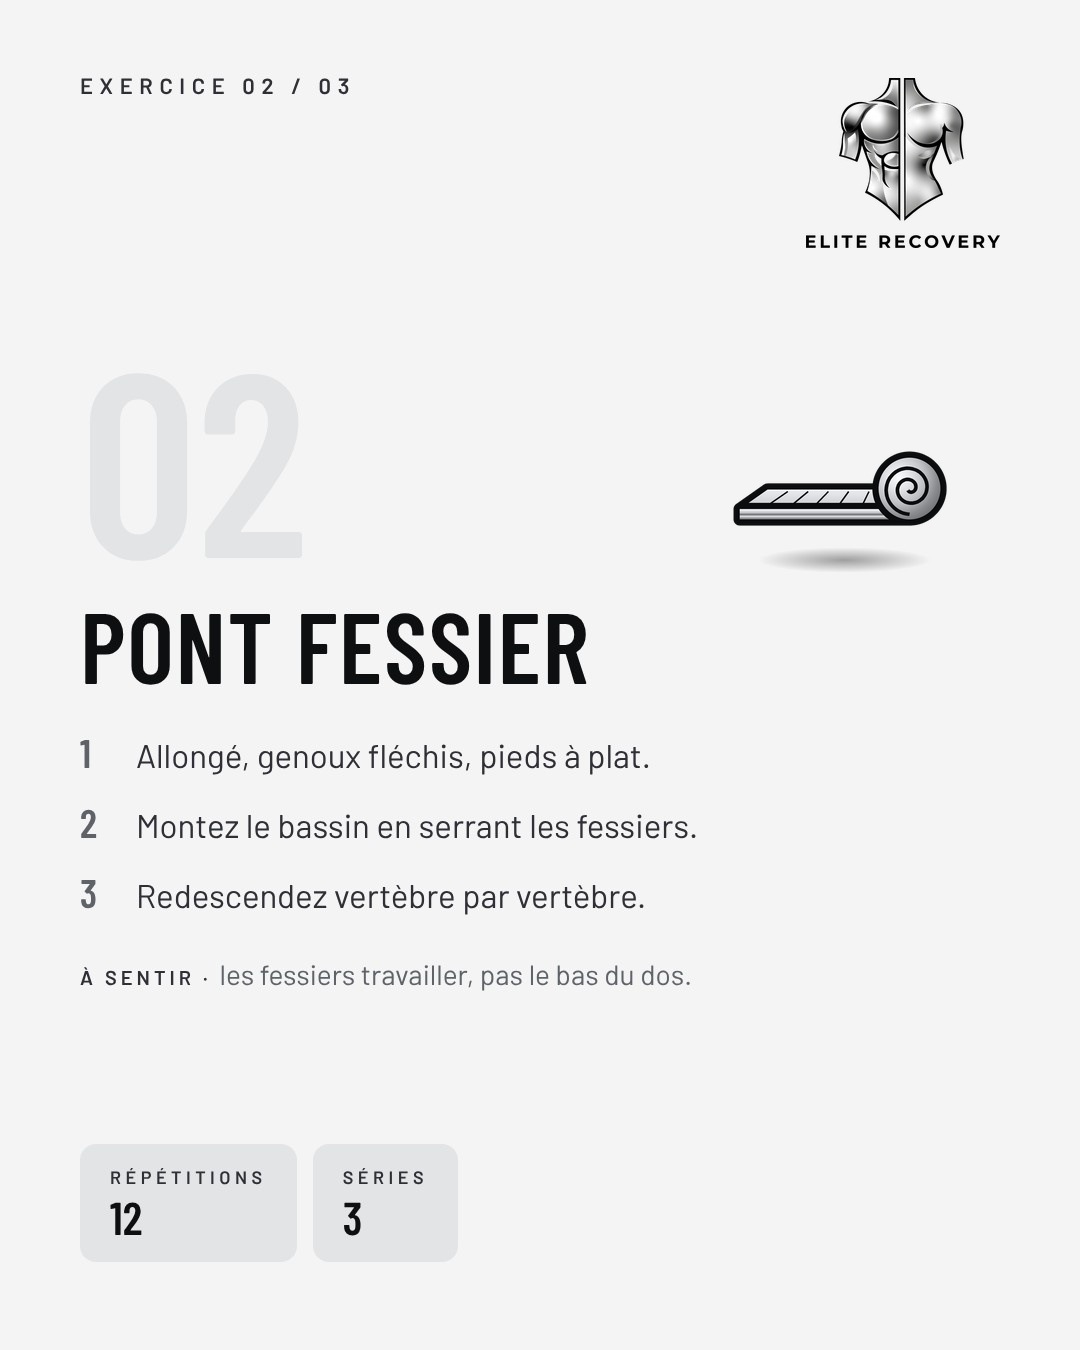 EXERCICE 02 / 03
ELITE RECOVERY
02
PONT FESSIER
1 Allongé, genoux fléchis, pieds à plat.
2 Montez le bassin en serrant les fessiers.
3 Redescendez vertèbre par vertèbre.
À SENTIR · les fessiers travailler, pas le bas du dos.
RÉPÉTITIONS
12
SÉRIES
3